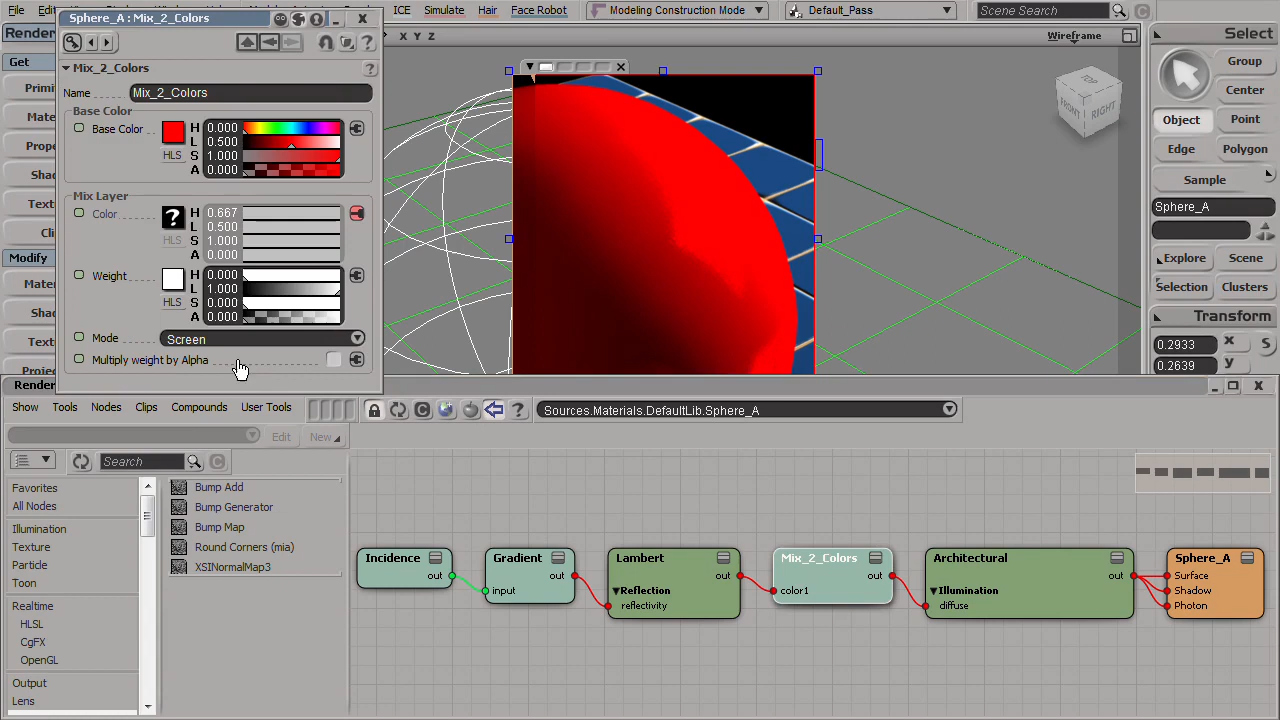 File
Edit
ICE Simulate Hair Face Robot
Modeling Construction Mode
Default_Pass
Scene Search
Sphere_A : Mix_2_Colors
X Y Z
Wireframe
Select
Get
Mix_2_Colors
?
Name Mix_2_Colors
Base Color
Base Color
HLS
H 0.000
L 0.500
S 1.000
A 0.000
Mix Layer
Color
?
HLS
H 0.667
L 0.500
S 1.000
A 0.000
Weight
HLS
H 0.000
L 1.000
S 0.000
A 0.000
Mode Screen
Multiply weight by Alpha
Modify
TOP
FRONT
RIGHT
Group
Center
Object Point
Edge Polygon
Sample
Sphere_A
Explore Scene
Selection Clusters
Transform
0.2933 x S
0.2639 Y
Show Tools Nodes Clips Compounds User Tools
C ? Sources.Materials.DefaultLib.Sphere_A
Edit New
Search C
Favorites
All Nodes
Illumination
Texture
Particle
Toon
Realtime
HLSL
CgFX
OpenGL
Output
Lens
Bump Add
Bump Generator
Bump Map
Round Corners (mia)
XSINormalMap3
Incidence
out
Gradient
out
input
Lambert
out
Reflection
reflectivity
Mix_2_Colors
out
color1
Architectural
out
Illumination
diffuse
Sphere_A
Surface
Shadow
Photon